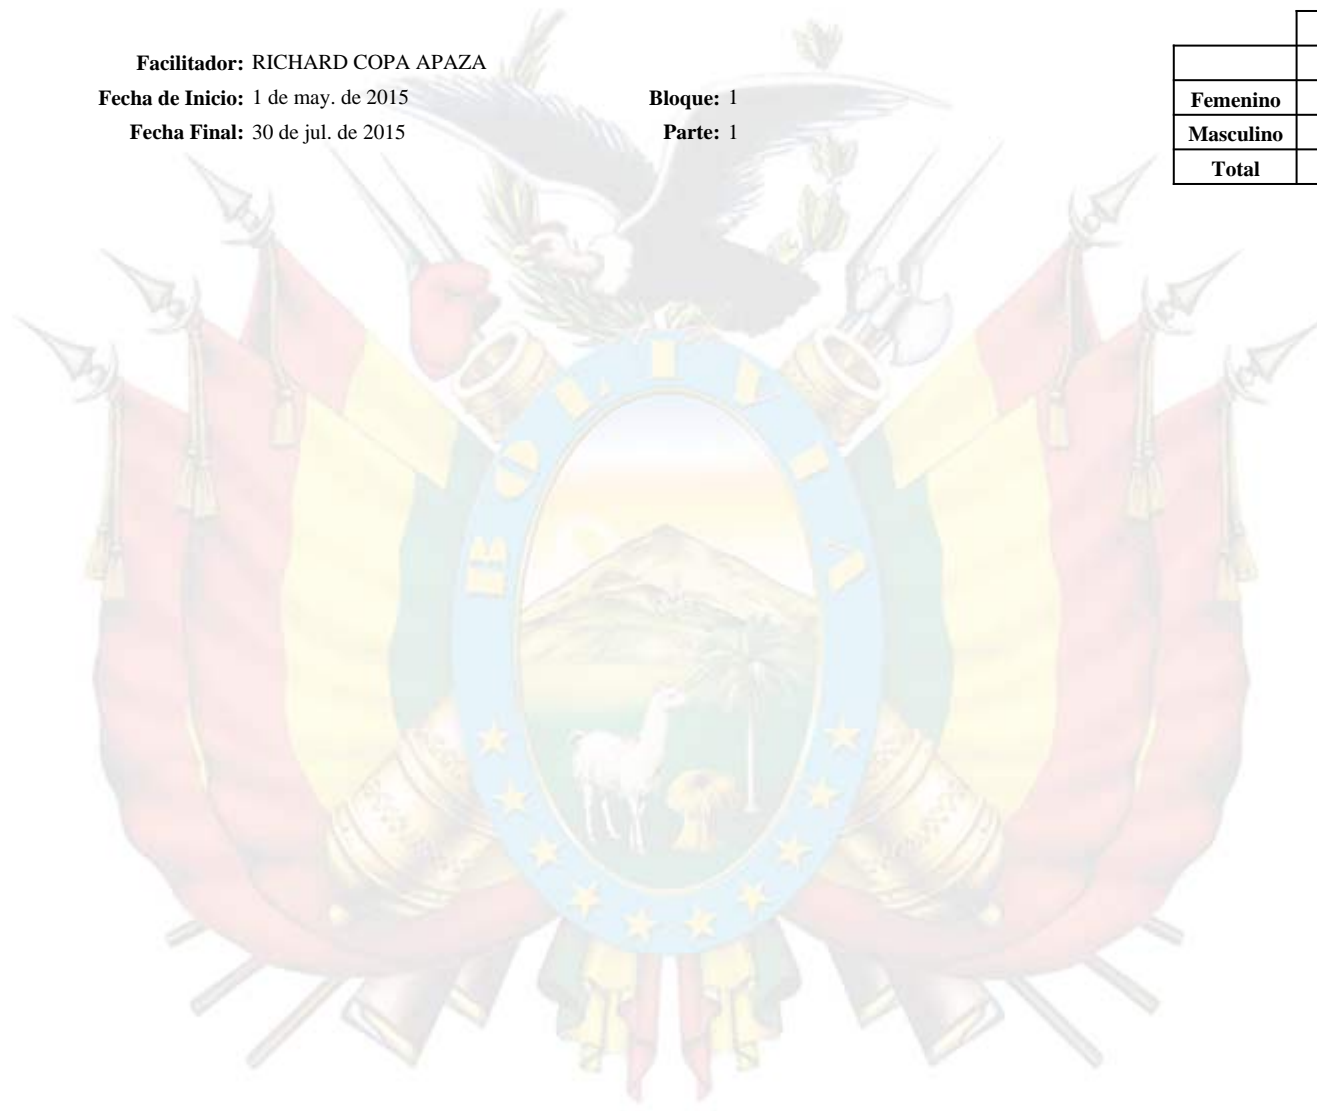 Facilitador: RICHARD COPA APAZA
Fecha de Inicio: 1 de may. de 2015 Bloque: 1
Fecha Final: 30 de jul. de 2015 Parte: 1
Femenino
Masculino
Total
BOLIVIA